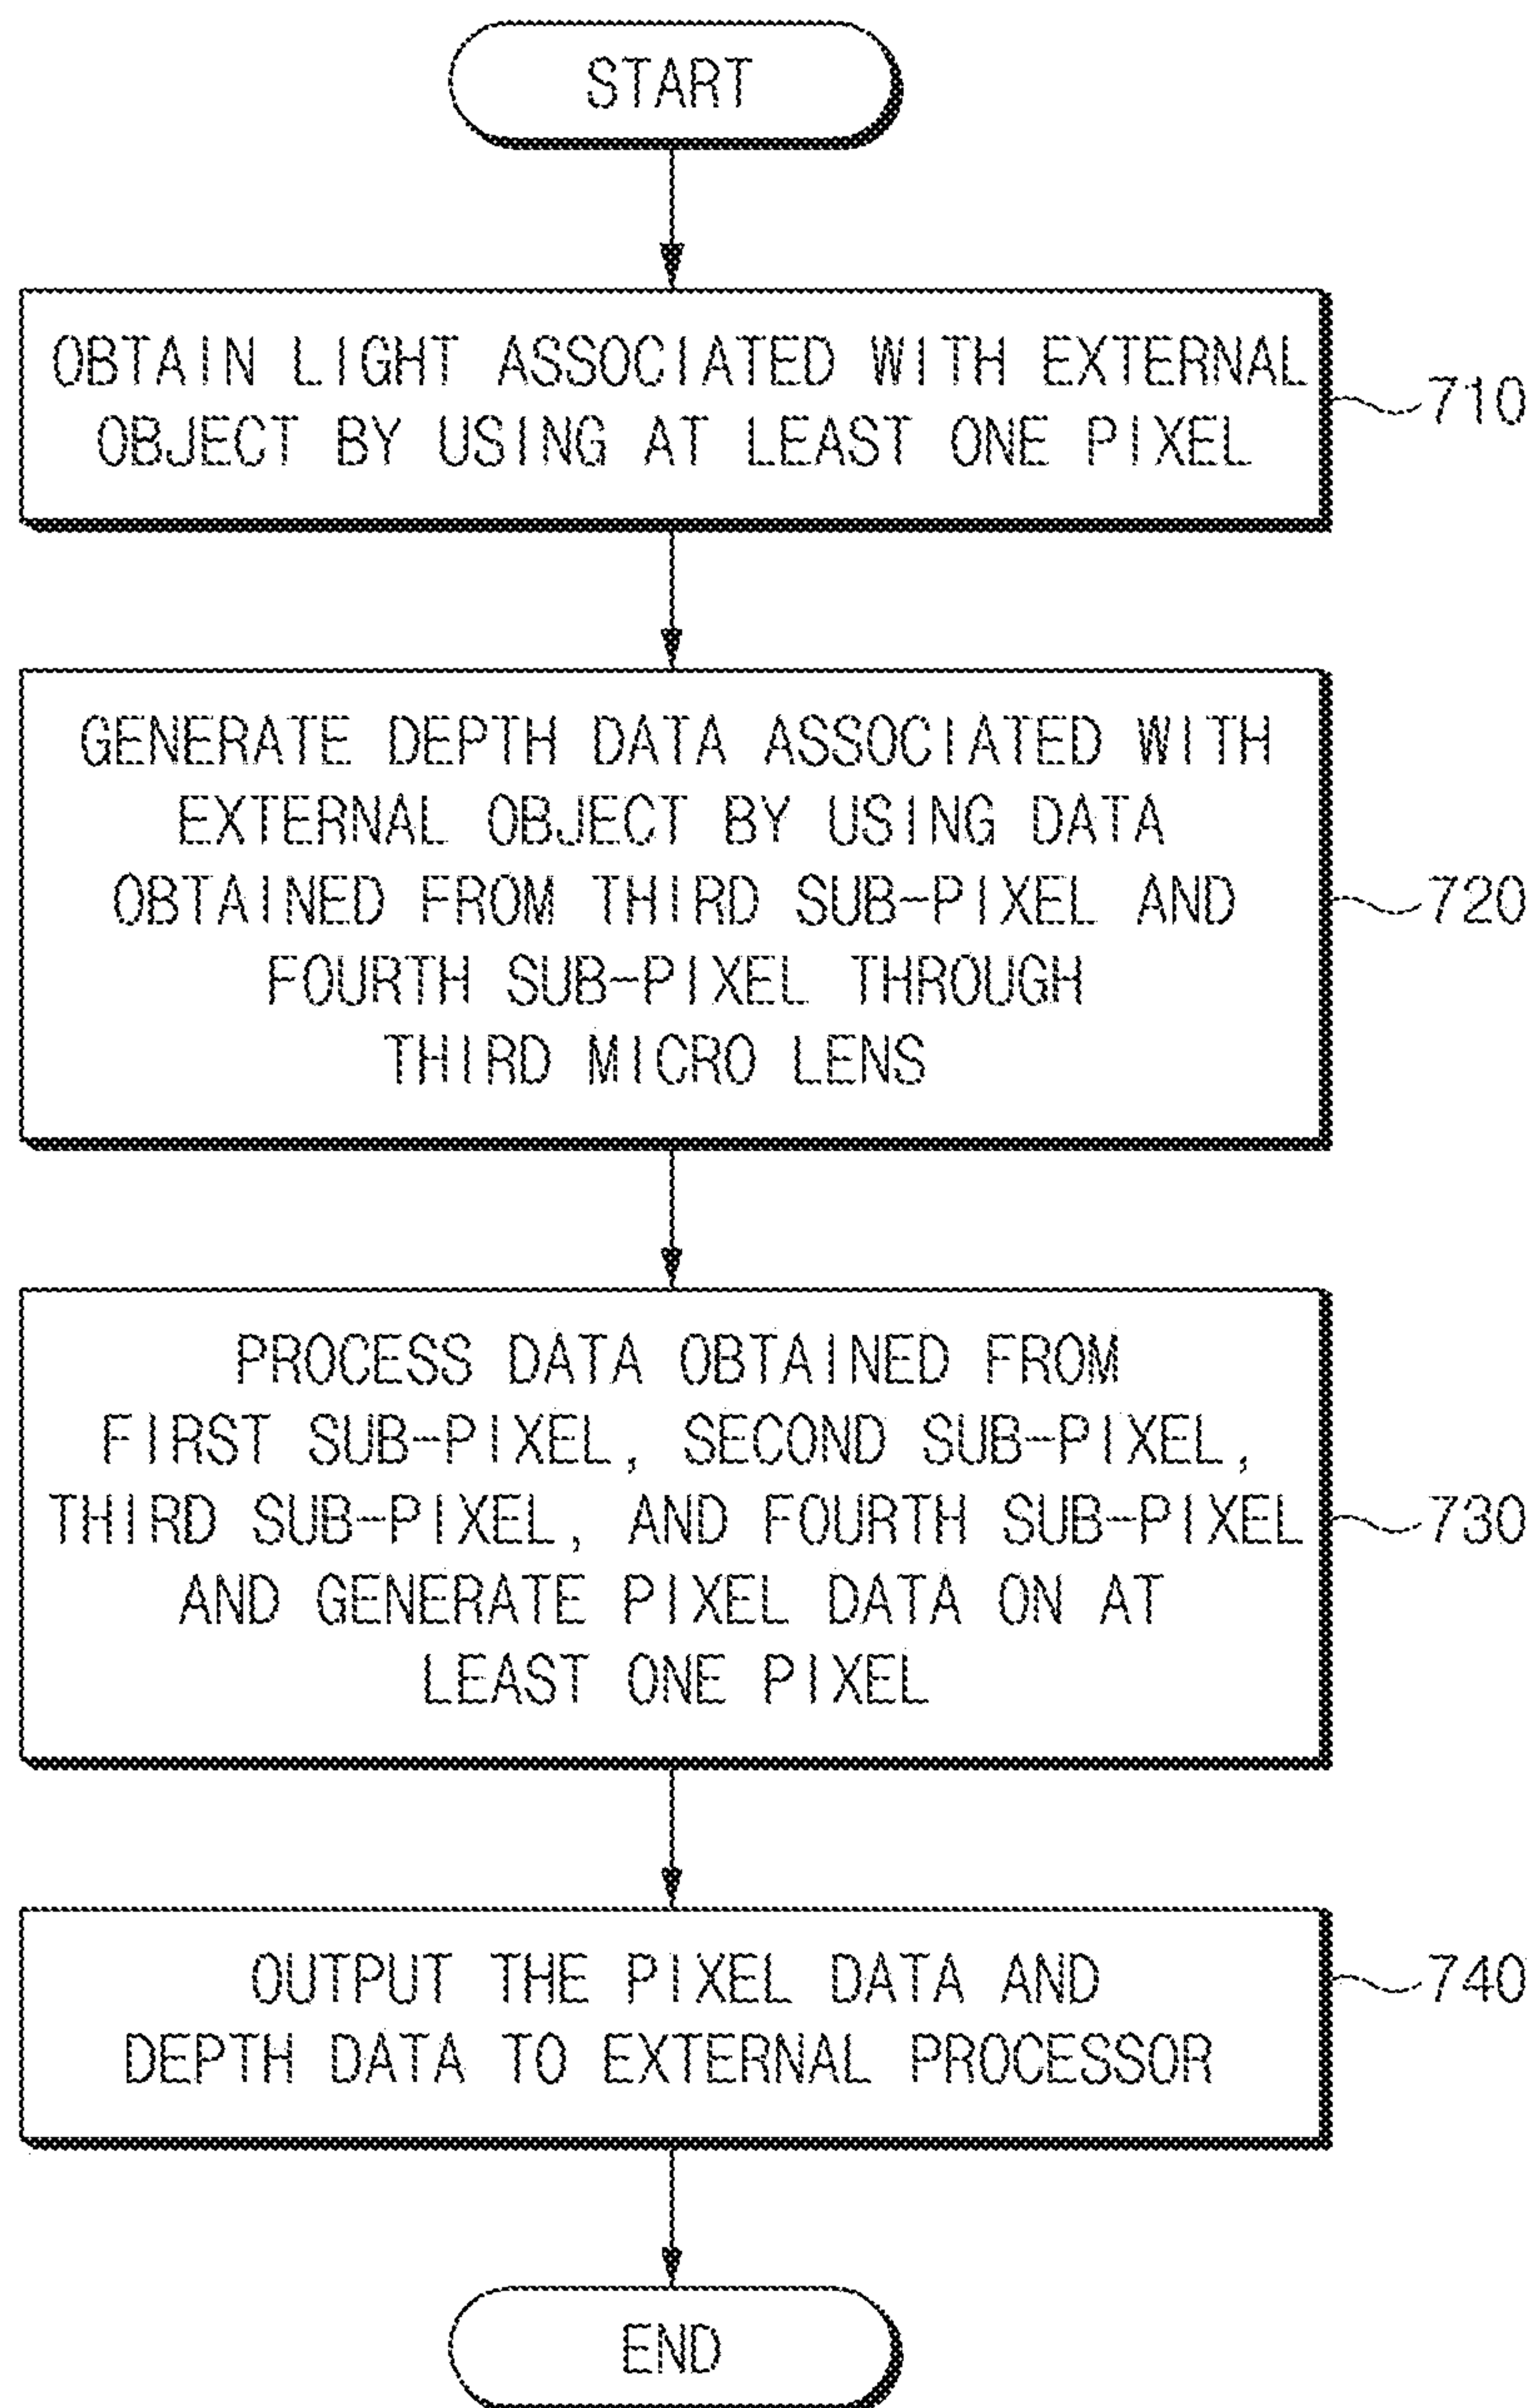 START
OBTAIN LIGHT ASSOCIATED WITH EXTERNAL
OBJECT BY USING AT LEAST ONE PIXEL
710
GENERATE DEPTH DATA ASSOCIATED WITH
EXTERNAL OBJECT BY USING DATA
OBTAINED FROM THIRD SUB-PIXEL AND
FOURTH SUB-PIXEL THROUGH
THIRD MICRO LENS
720
PROCESS DATA OBTAINED FROM
FIRST SUB-PIXEL, SECOND SUB-PIXEL,
THIRD SUB-PIXEL, AND FOURTH SUB-PIXEL
AND GENERATE PIXEL DATA ON AT
LEAST ONE PIXEL
730
OUTPUT THE PIXEL DATA AND
DEPTH DATA TO EXTERNAL PROCESSOR
740
END